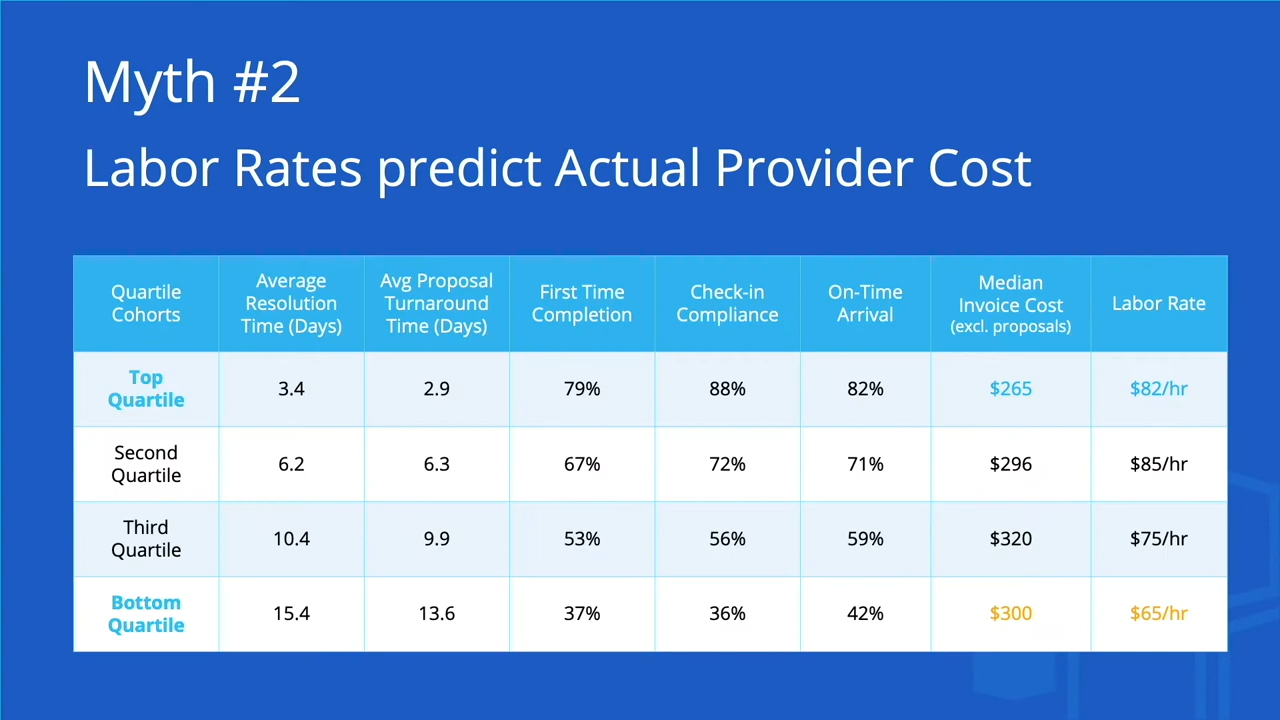 Myth #2
Labor Rates predict Actual Provider Cost
Quartile
Cohorts
Average
Resolution
Time (Days)
Avg Proposal
Turnaround
Time (Days)
First Time
Completion
Check-in
Compliance
On-Time
Arrival
Median
Invoice Cost
(excl. proposals)
Labor Rate
Top
Quartile
3.4
2.9
79%
88%
82%
$265
$82/hr
Second
Quartile
6.2
6.3
67%
72%
71%
$296
$85/hr
Third
Quartile
10.4
9.9
53%
56%
59%
$320
$75/hr
Bottom
Quartile
15.4
13.6
37%
36%
42%
$300
$65/hr